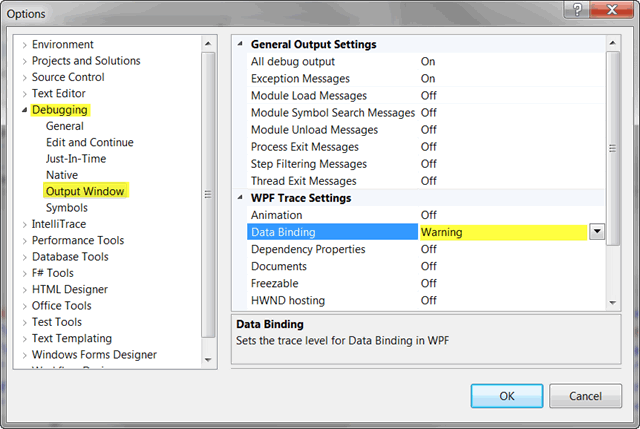 Options
Environment
Projects and Solutions
Source Control
Text Editor
Debugging
General
Edit and Continue
Just-In-Time
Native
Output Window
Symbols
IntelliTrace
Performance Tools
Database Tools
F# Tools
HTML Designer
Office Tools
Test Tools
Text Templating
Windows Forms Designer
General Output Settings
All debug output On
Exception Messages On
Module Load Messages Off
Module Symbol Search Messages Off
Module Unload Messages Off
Process Exit Messages Off
Step Filtering Messages Off
Thread Exit Messages Off
WPF Trace Settings
Animation Off
Data Binding Warning
Dependency Properties Off
Documents Off
Freezable Off
HWND hosting Off
Data Binding
Sets the trace level for Data Binding in WPF
OK Cancel